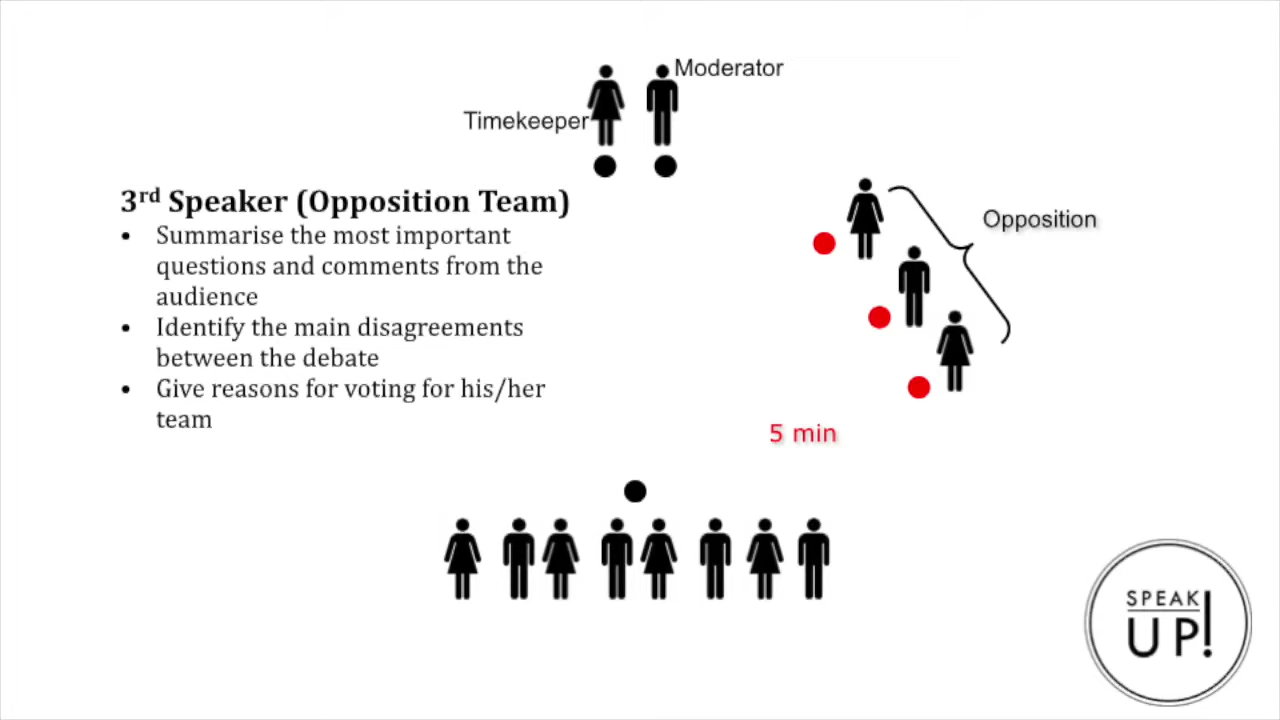 Moderator
Timekeeper
3rd Speaker (Opposition Team)
• Summarise the most important
questions and comments from the
audience
• Identify the main disagreements
between the debate
• Give reasons for voting for his/her
team
Opposition
5 min
SPEAK
UP!